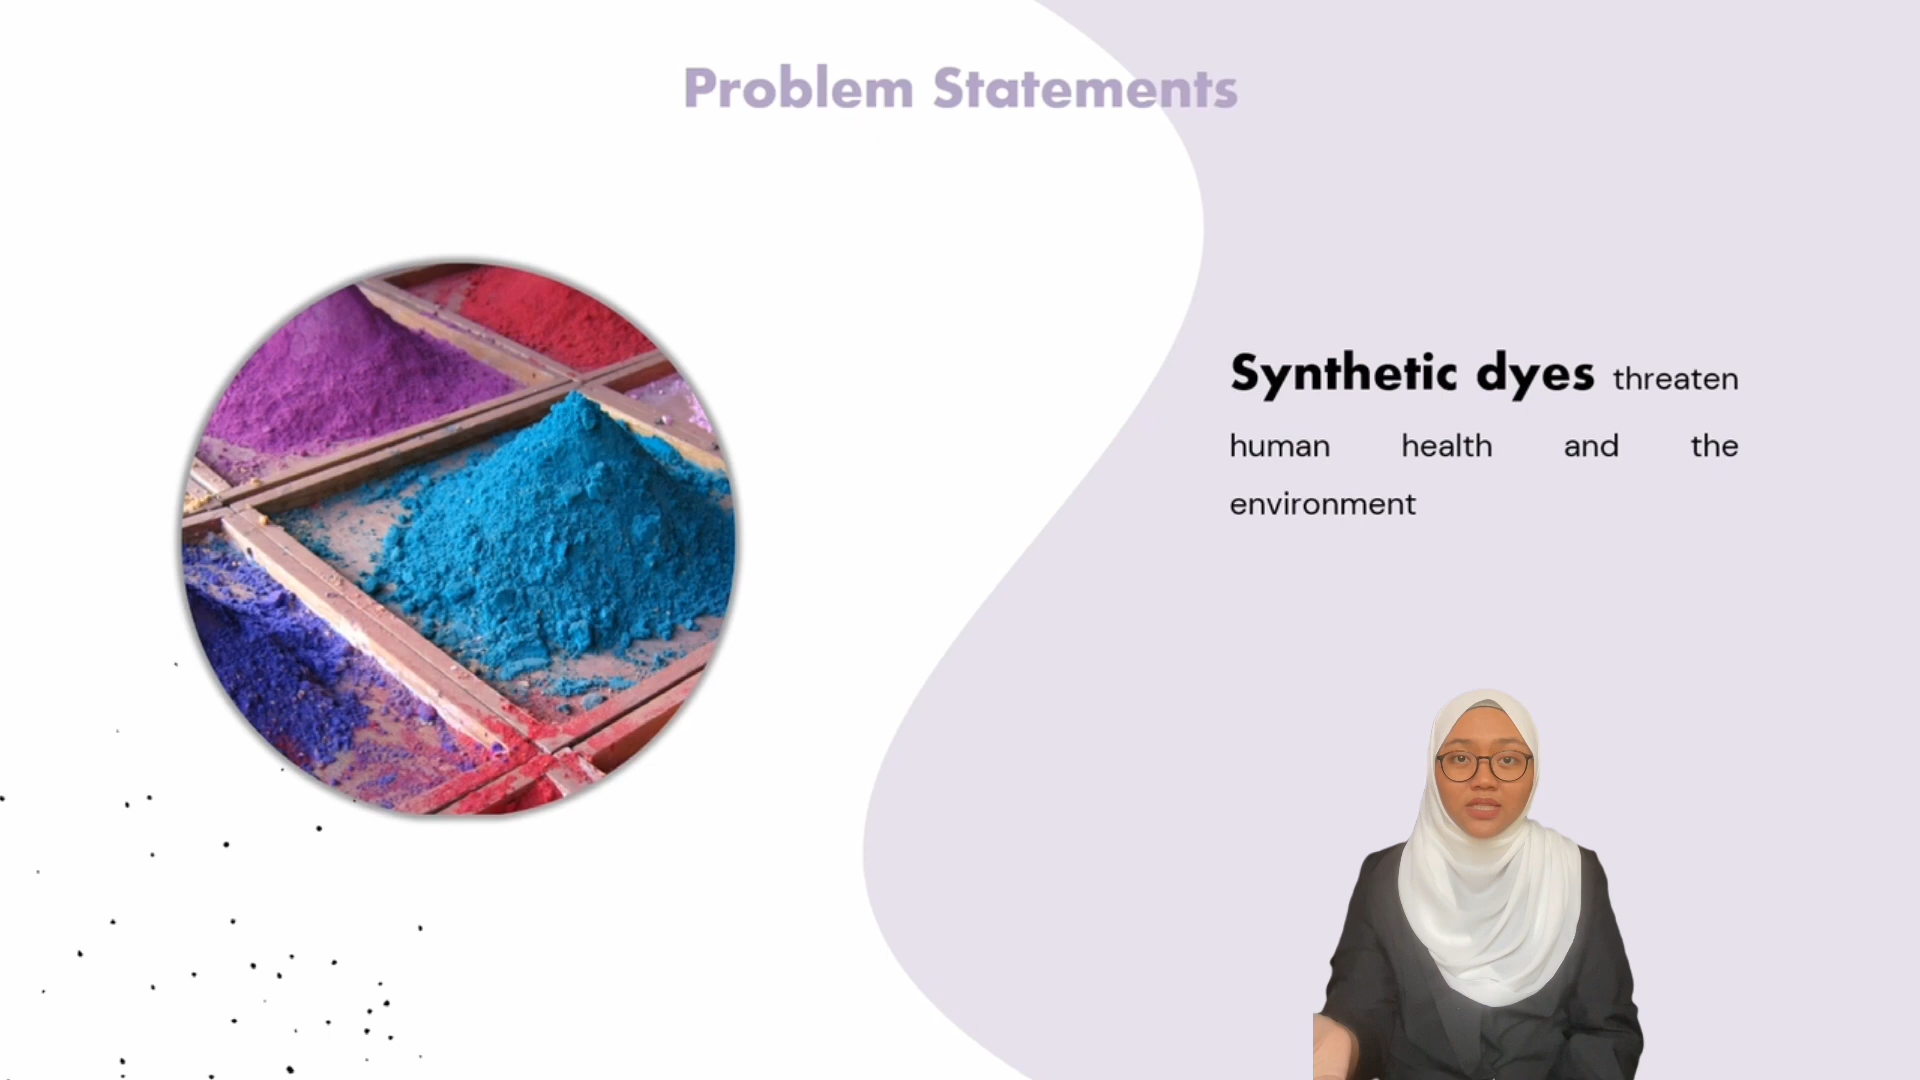 Problem Statements
Synthetic dyes threaten
human health and the
environment